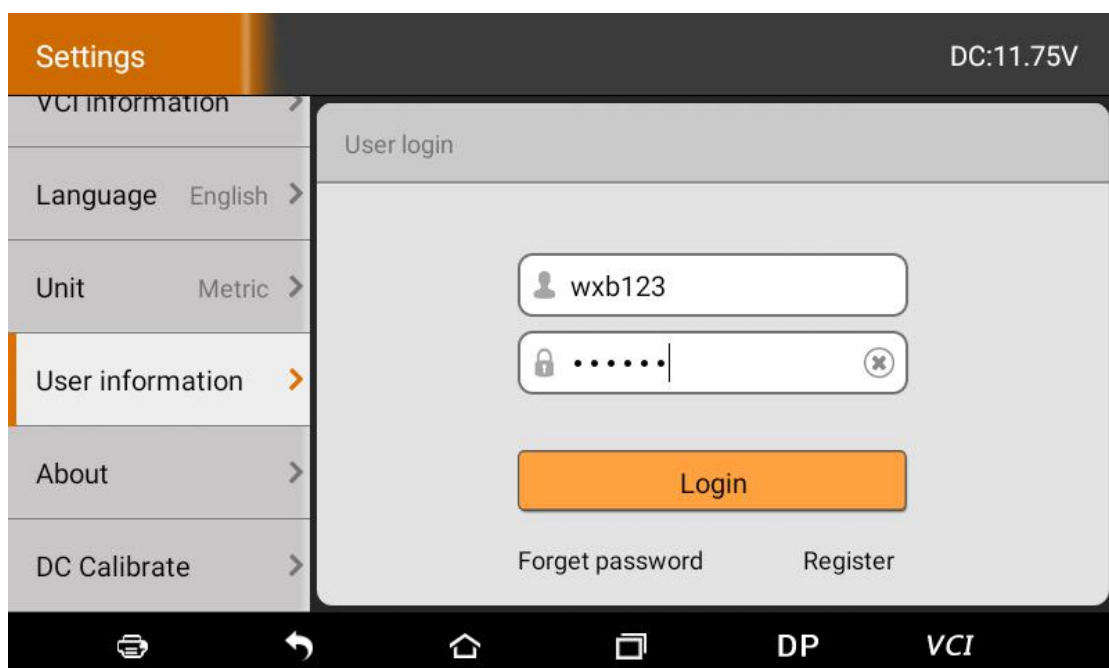 Settings
DC:11.75V
VCI information
Language English
Unit Metric
User information
About
DC Calibrate
User login
wxb123
••••••
Login
Forget password Register
DP VCI